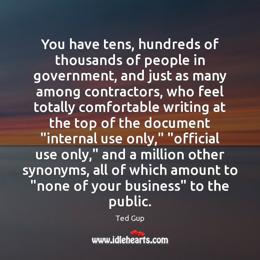 You have tens, hundreds of
thousands of people in
government, and just as many
among contractors, who feel
totally comfortable writing at
the top of the document
"internal use only," "official
use only," and a million other
synonyms, all of which amount to
"none of your business" to the
public.
Ted Gup
www.idlehearts.com